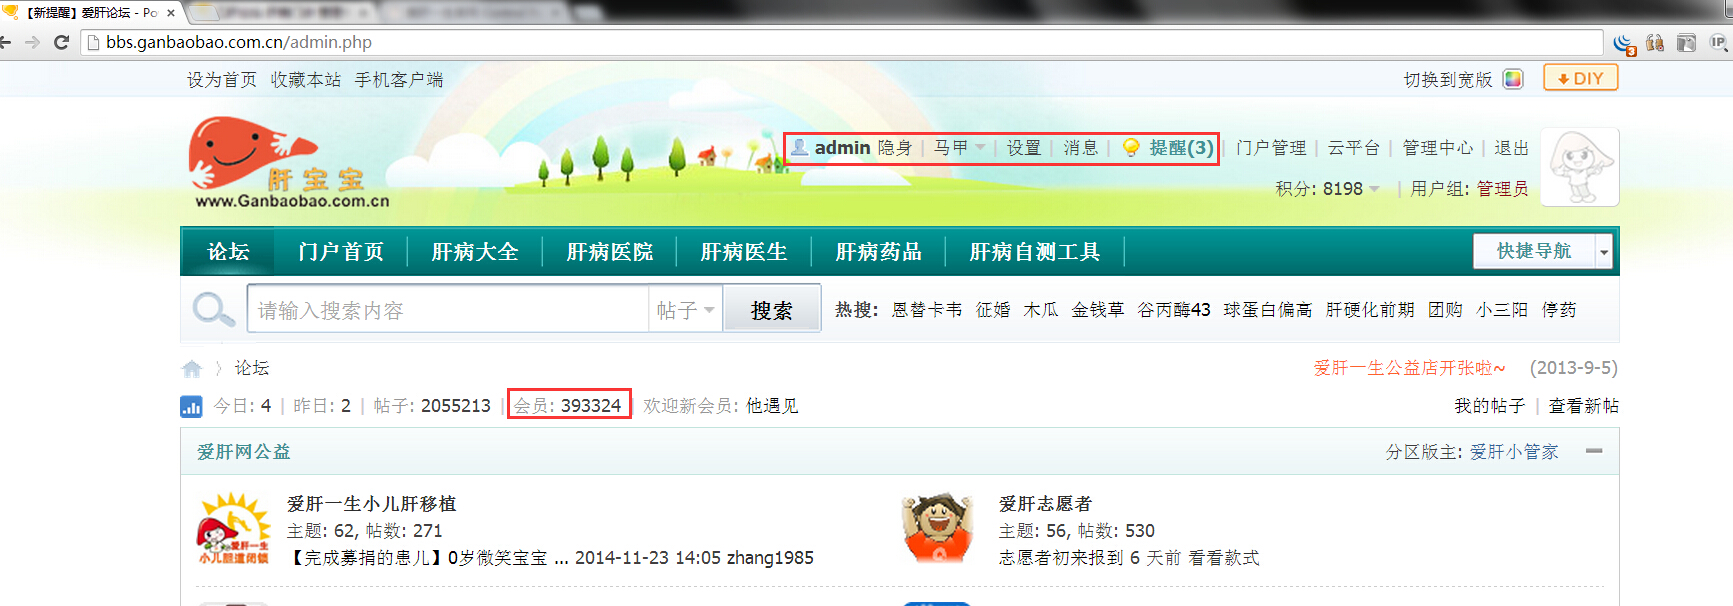 【新提醒】爱肝论坛 - Po
bbs.ganbaobao.com.cn/admin.php
设为首页 收藏本站 手机客户端
切换到宽版 DIY
肝宝宝
www.Ganbaobao.com.cn
admin 隐身 | 马甲 | 设置 | 消息 | 提醒(3) | 门户管理 | 云平台 | 管理中心 | 退出
积分: 8198 | 用户组: 管理员
论坛 门户首页 肝病大全 肝病医院 肝病医生 肝病药品 肝病自测工具 快捷导航
请输入搜索内容 帖子 搜索 热搜: 恩替卡韦 征婚 木瓜 金钱草 谷丙酶43 球蛋白偏高 肝硬化前期 团购 小三阳 停药
论坛
爱肝一生公益店开张啦~ (2013-9-5)
今日: 4 | 昨日: 2 | 帖子: 2055213 | 会员: 393324 | 欢迎新会员: 他遇见
我的帖子 | 查看新帖
爱肝网公益
分区版主: 爱肝小管家
爱肝一生
小儿胆道闭锁
爱肝一生小儿肝移植
主题: 62, 帖数: 271
【完成募捐的患儿】0岁微笑宝宝 ... 2014-11-23 14:05 zhang1985
爱肝志愿者
主题: 56, 帖数: 530
志愿者初来报到 6 天前 看看款式